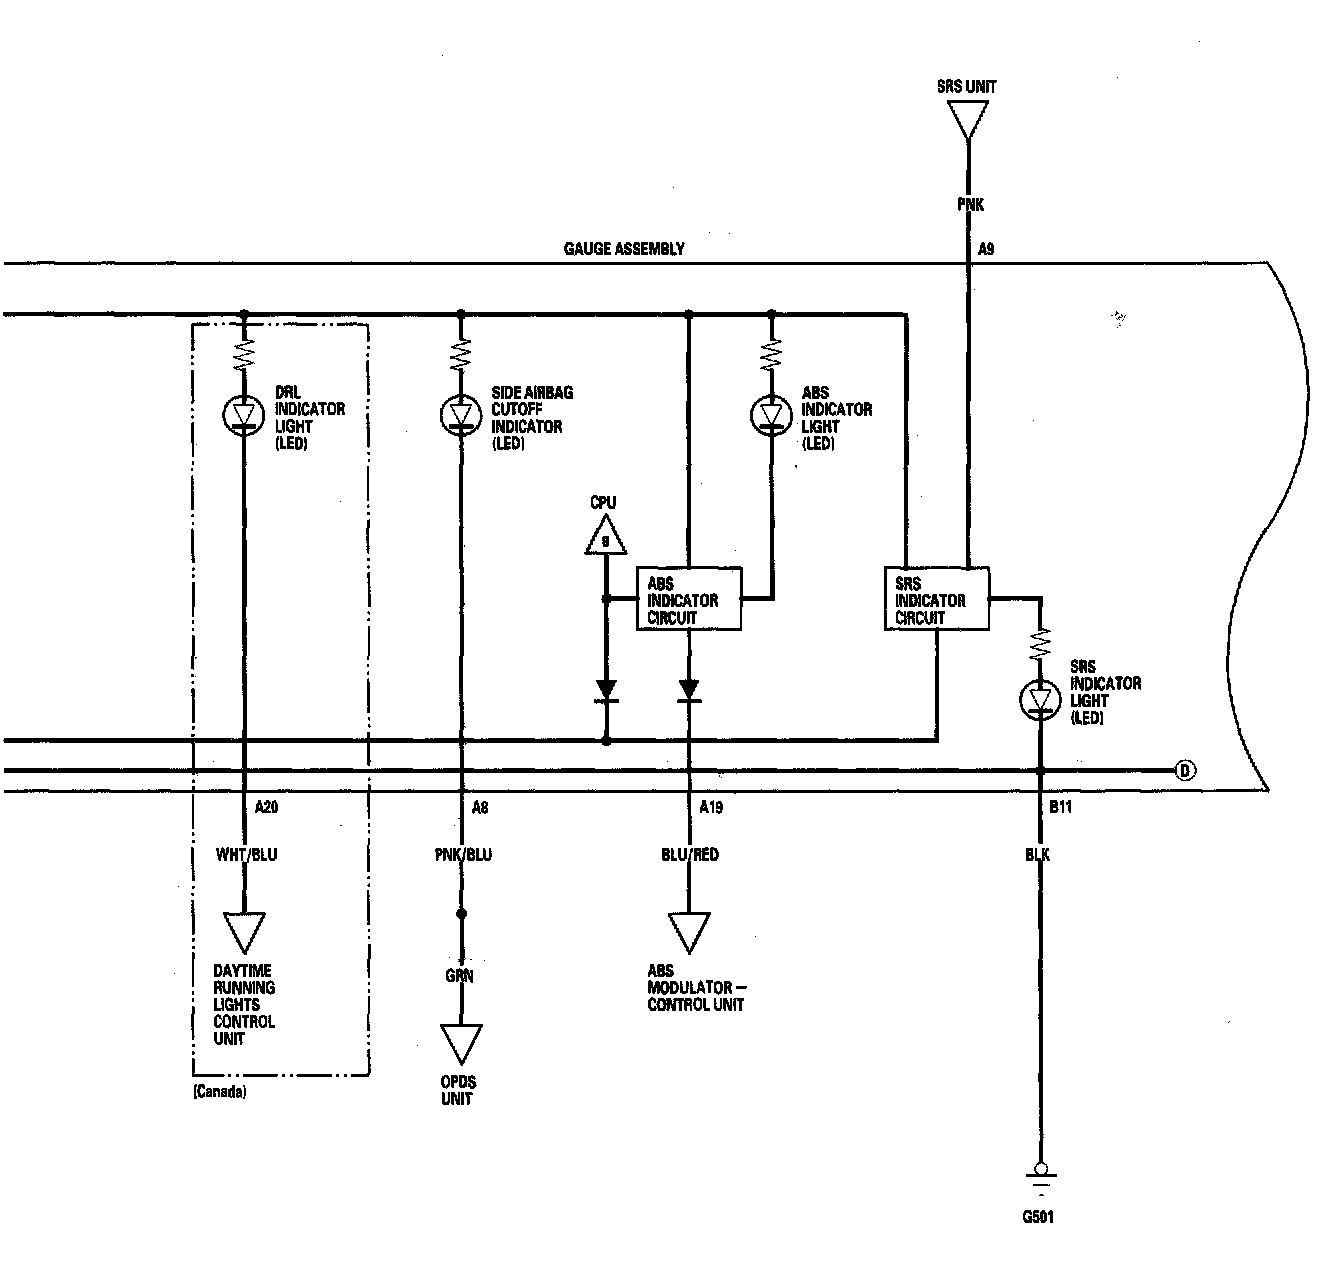 SRS UNIT
PNK
GAUGE ASSEMBLY
A9
DRL
INDICATOR
LIGHT
(LED)
SIDE AIRBAG
CUTOFF
INDICATOR
(LED)
ABS
INDICATOR
LIGHT
(LED)
CPU
ABS
INDICATOR
CIRCUIT
SRS
INDICATOR
CIRCUIT
SRS
INDICATOR
LIGHT
(LED)
D
A20
A8
A19
B11
WHT/BLU
PNK/BLU
BLU/RED
BLK
DAYTIME
RUNNING
LIGHTS
CONTROL
UNIT
GRN
ABS
MODULATOR –
CONTROL UNIT
(Canada)
OPDS
UNIT
G501